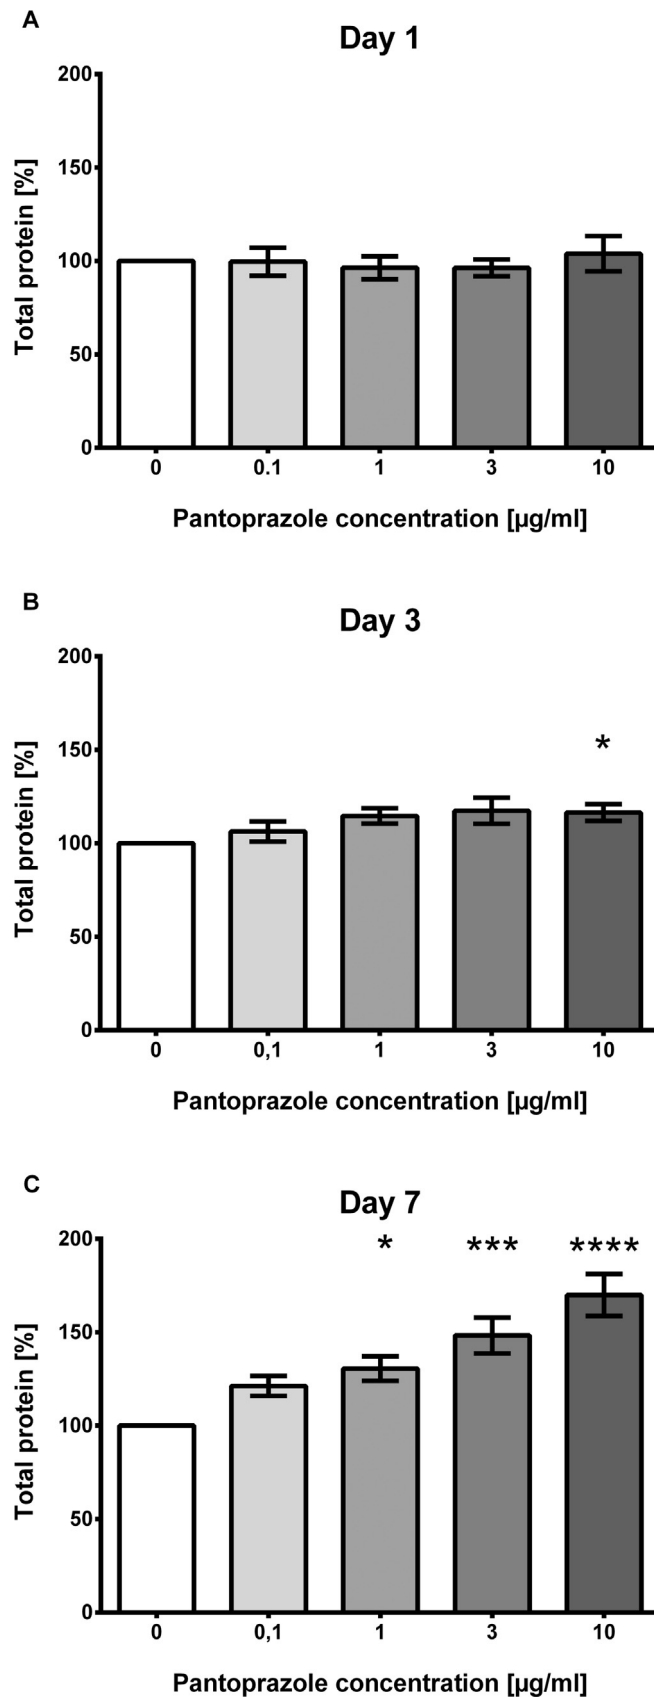 A
Day 1
Total protein [%]
200
150
100
50
0
0 0.1 1 3 10
Pantoprazole concentration [µg/ml]
B
Day 3
Total protein [%]
200
150
100
50
0
*
0 0,1 1 3 10
Pantoprazole concentration [µg/ml]
C
Day 7
Total protein [%]
200
150
100
50
0
* *** ****
0 0,1 1 3 10
Pantoprazole concentration [µg/ml]